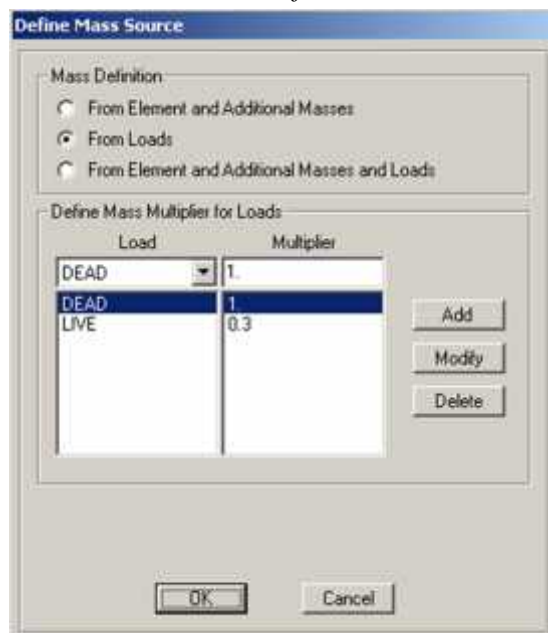 Define Mass Source
Mass Definition
From Element and Additional Masses
From Loads
From Element and Additional Masses and Loads
Define Mass Multiplier for Loads
Load Multiplier
DEAD 1.
DEAD 1.
LIVE 0.3
Add
Modify
Delete
OK Cancel